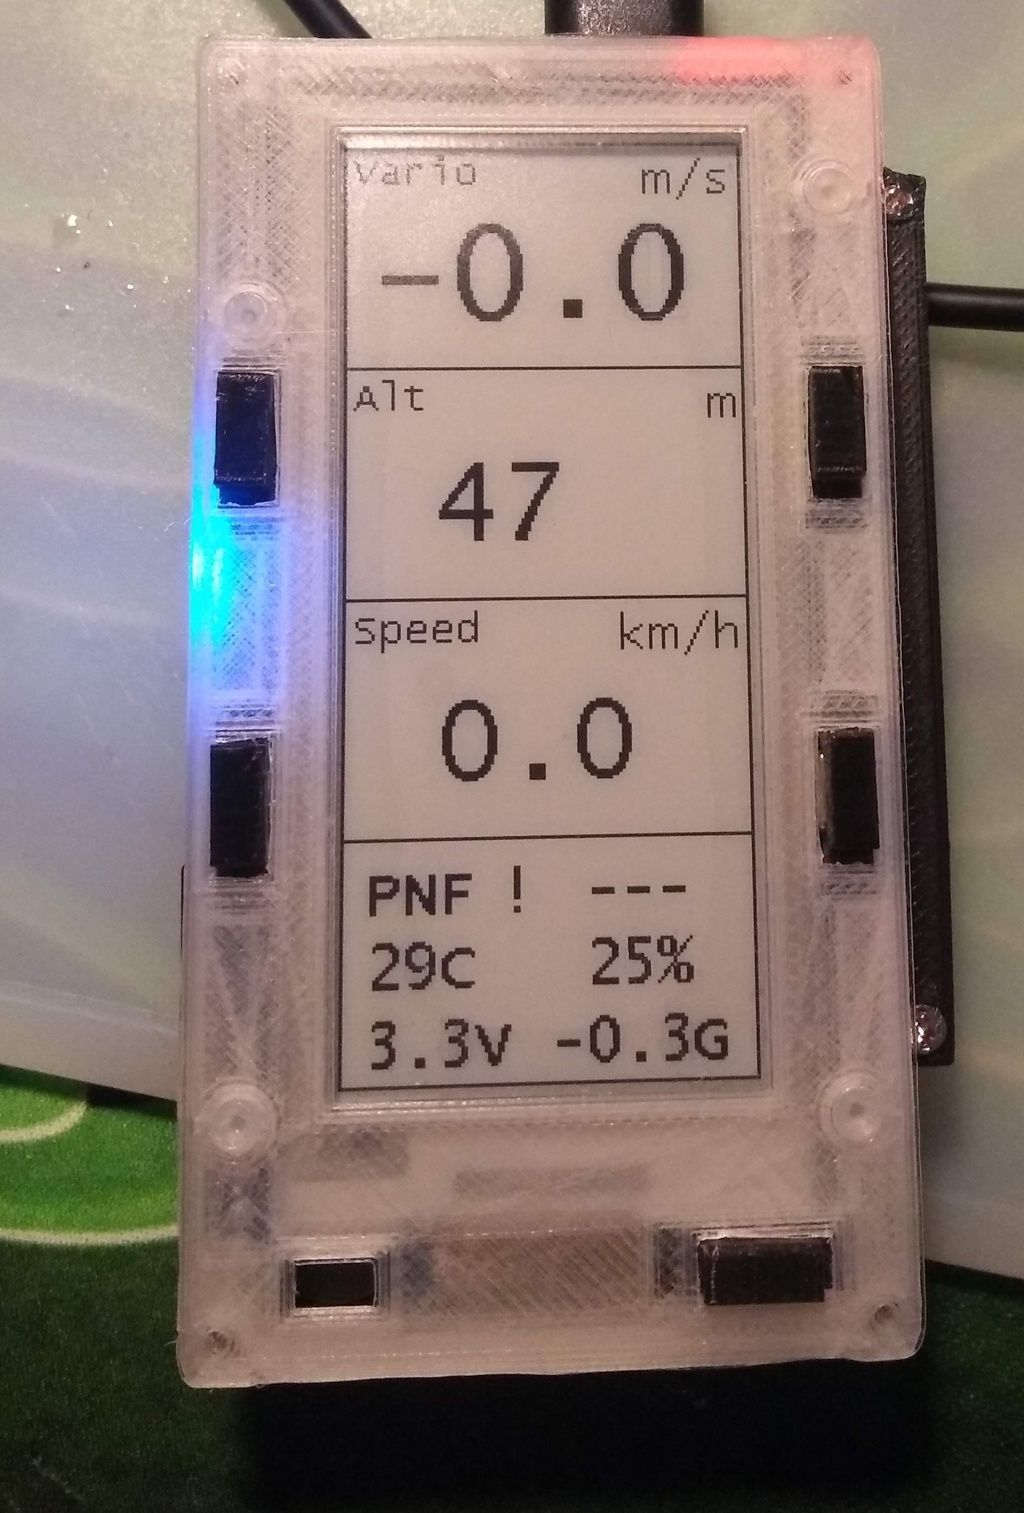 Vario m/s
-0.0
Alt m
47
Speed km/h
0.0
PNF ! ---
29C 25%
3.3V -0.3G